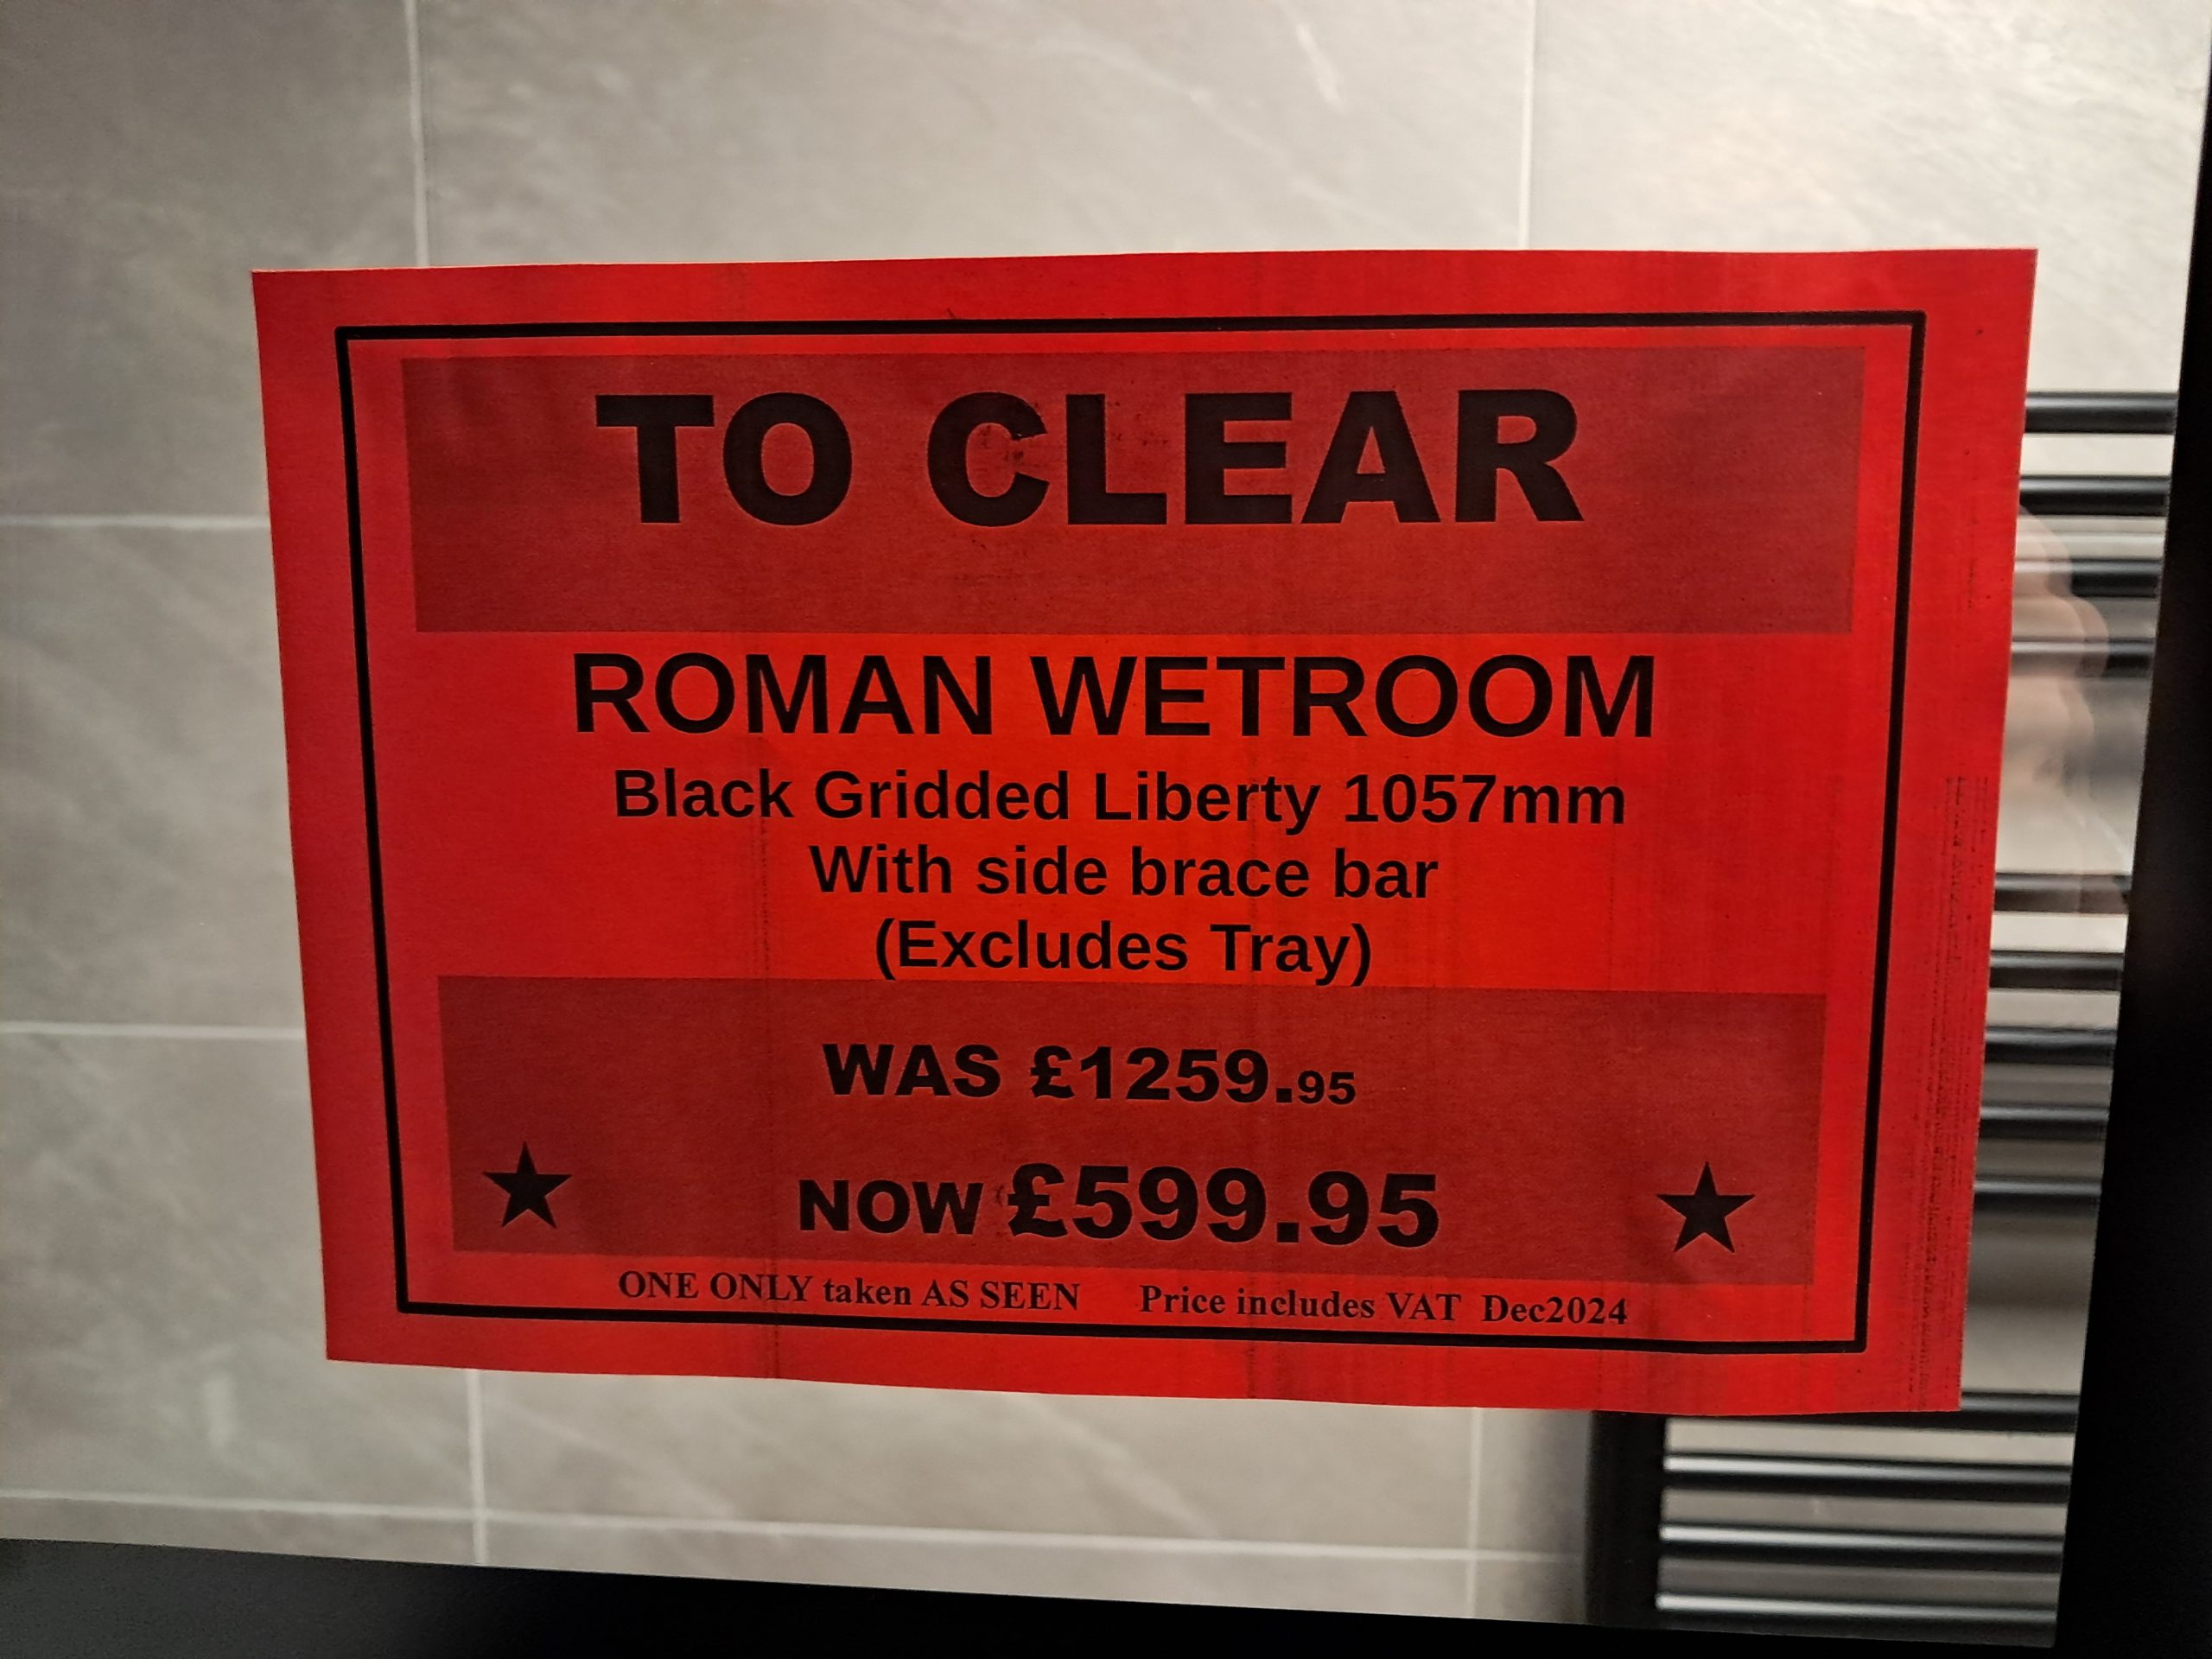 TO CLEAR
ROMAN WETROOM
Black Gridded Liberty 1057mm
With side brace bar
(Excludes Tray)
WAS £1259.95
NOW £599.95
ONE ONLY taken AS SEEN Price includes VAT Dec2024